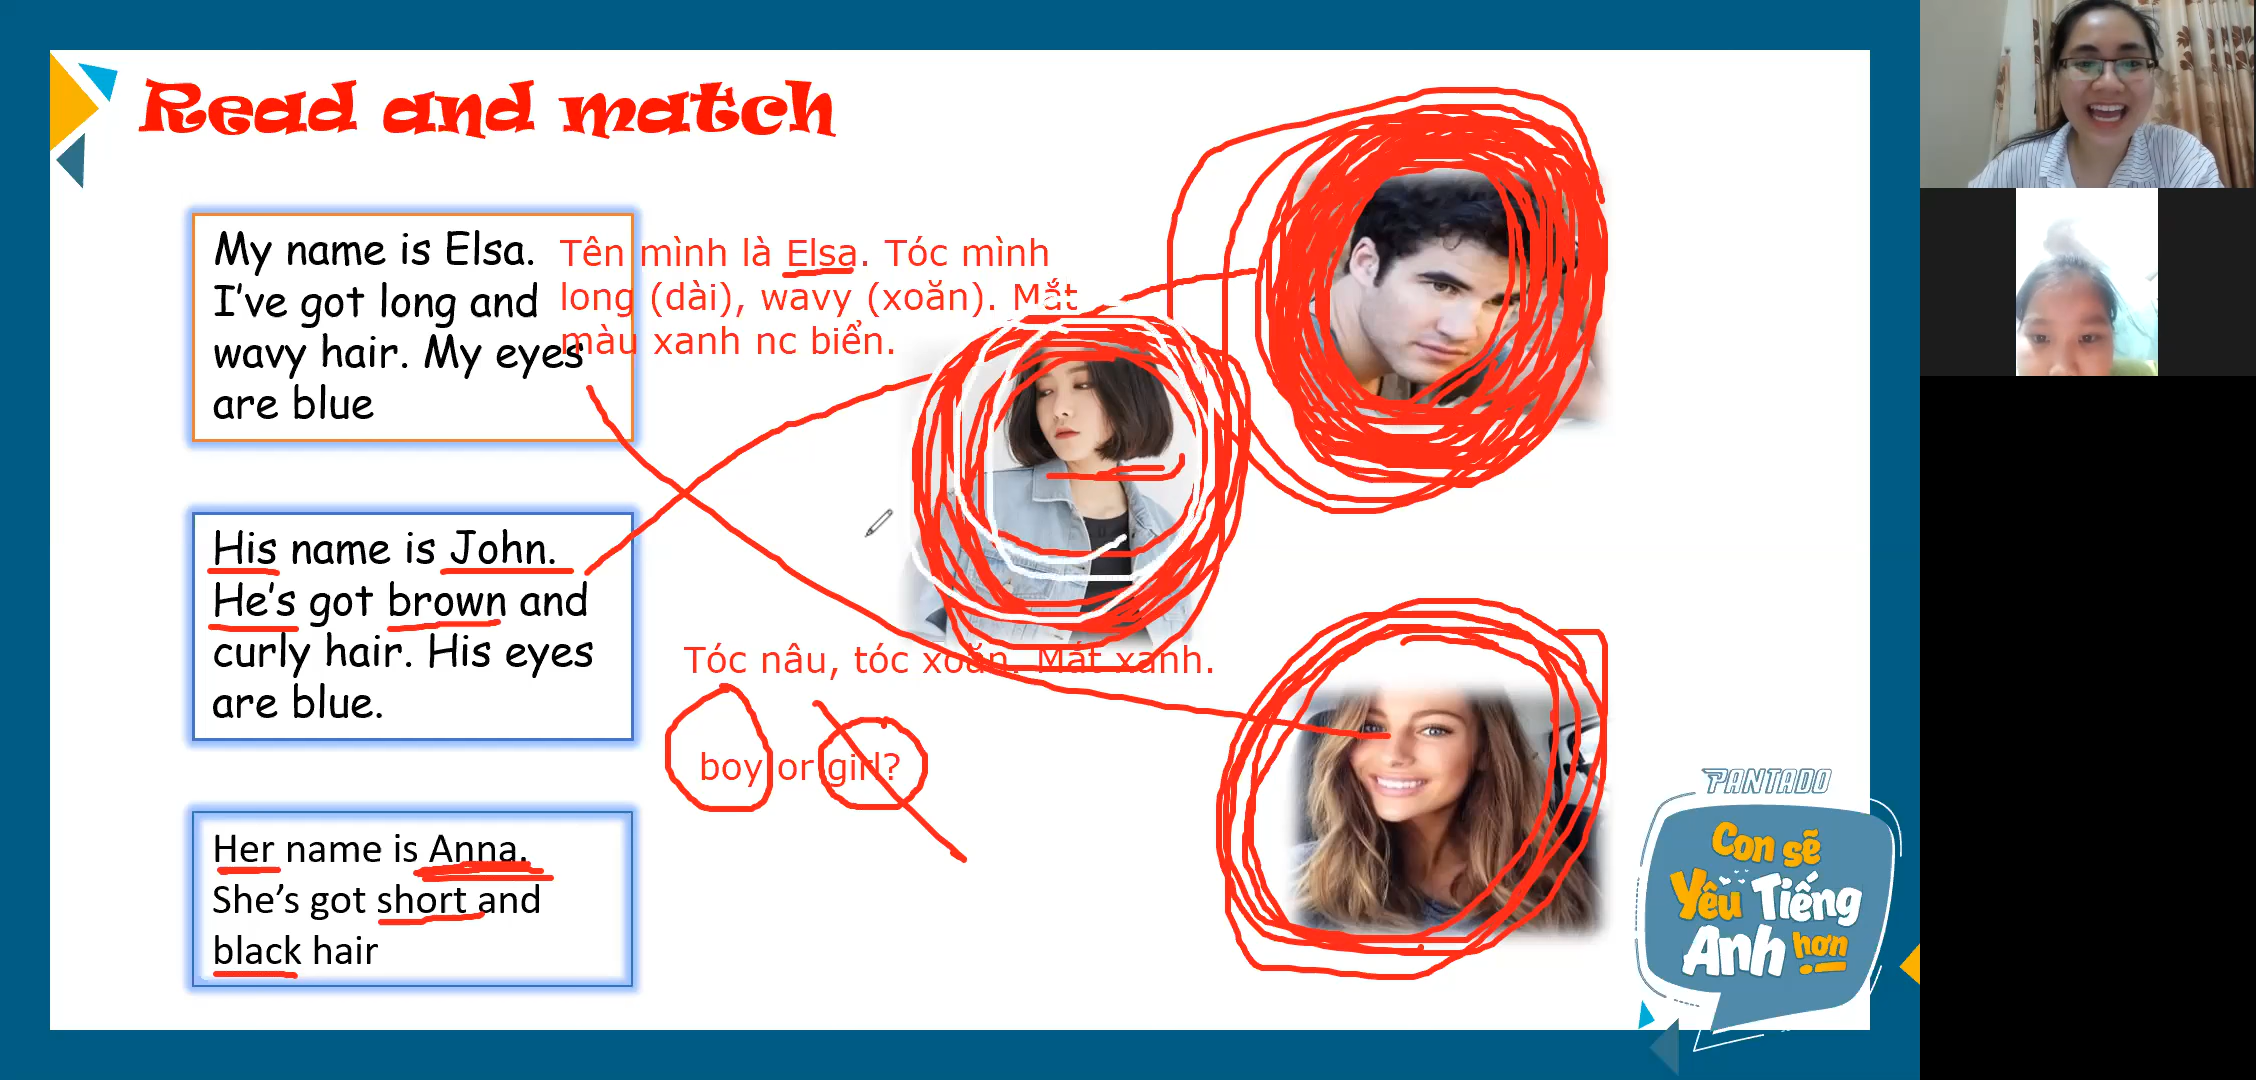 Read and match
My name is Elsa.
I've got long and
wavy hair. My eyes
are blue
Tên mình là Elsa. Tóc mình
long (dài), wavy (xoăn). Mắt
màu xanh nc biển.
His name is John.
He's got brown and
curly hair. His eyes
are blue.
Tóc nâu, tóc xoăn. Mắt xanh.
boy or girl?
Her name is Anna.
She's got short and
black hair
PANTADO
Con sẽ
Yêu Tiếng
Anh hơn